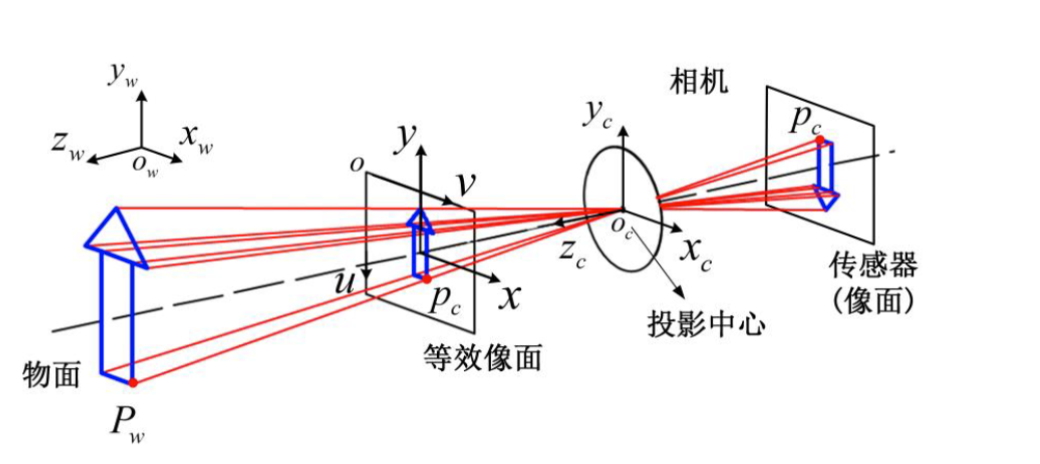 相机
y_w
z_w
x_w
o_w
y
o
v
u
x
p_c
y_c
o_c
z_c
x_c
p_c
传感器
(像面)
投影中心
等效像面
物面
P_w